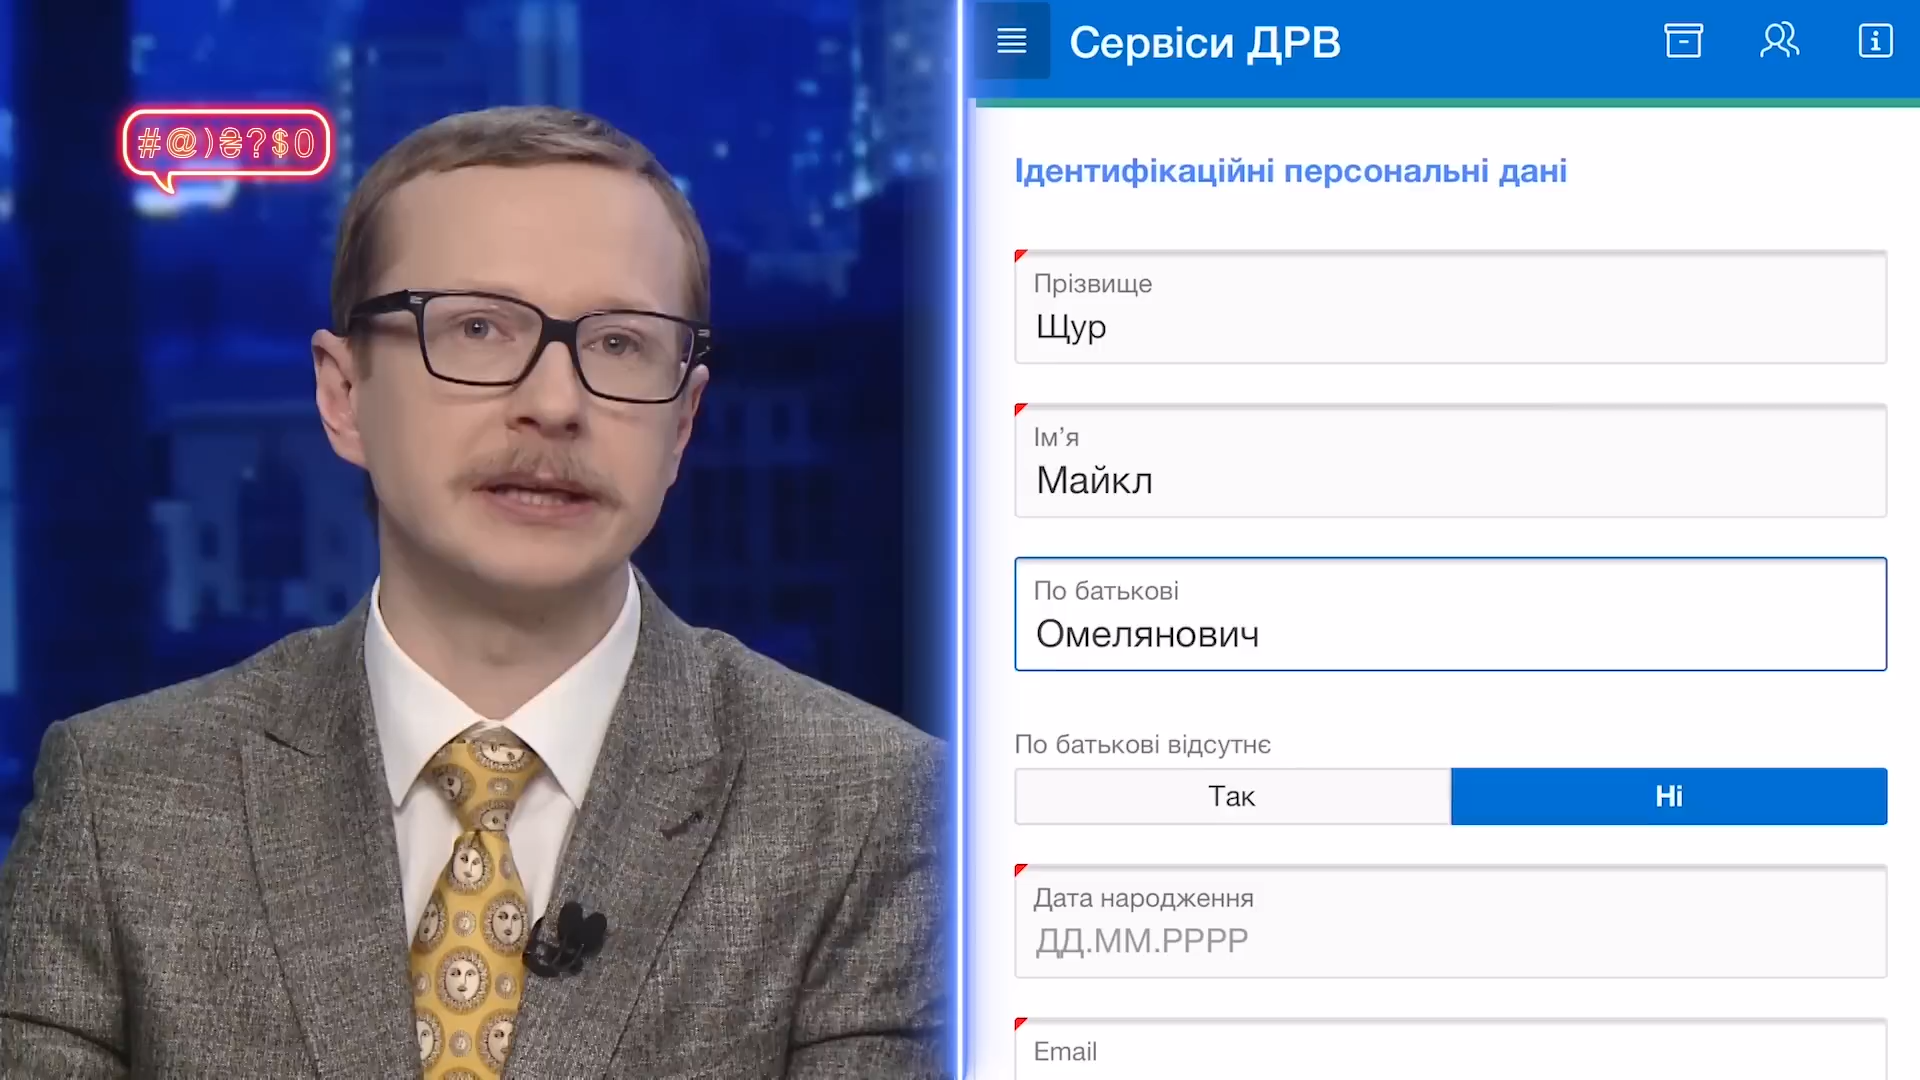 #@)₴?$0
Сервіси ДРВ
Ідентифікаційні персональні дані
Прізвище
Щур
Ім’я
Майкл
По батькові
Омелянович
По батькові відсутнє
Так
Ні
Дата народження
ДД.ММ.РРРР
Email